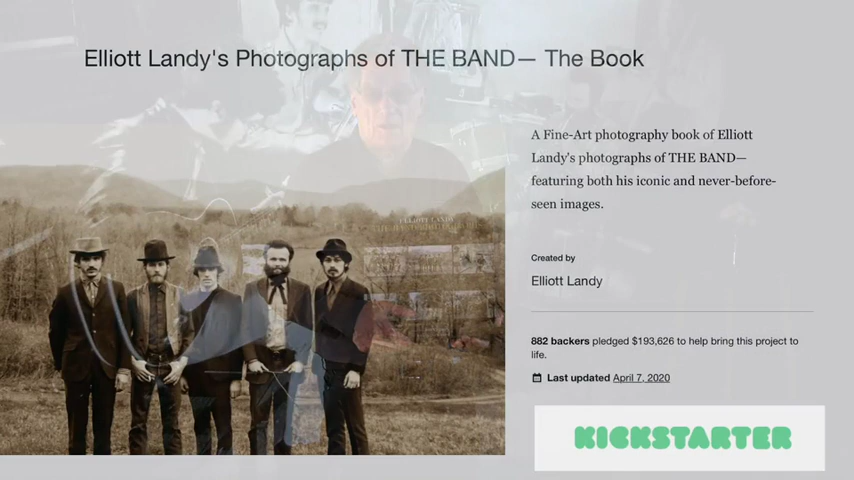 Elliott Landy's Photographs of THE BAND— The Book
A Fine-Art photography book of Elliott
Landy's photographs of THE BAND—
featuring both his iconic and never-before-
seen images.
Created by
Elliott Landy
882 backers pledged $193,626 to help bring this project to
life.
Last updated April 7, 2020
KICKSTARTER